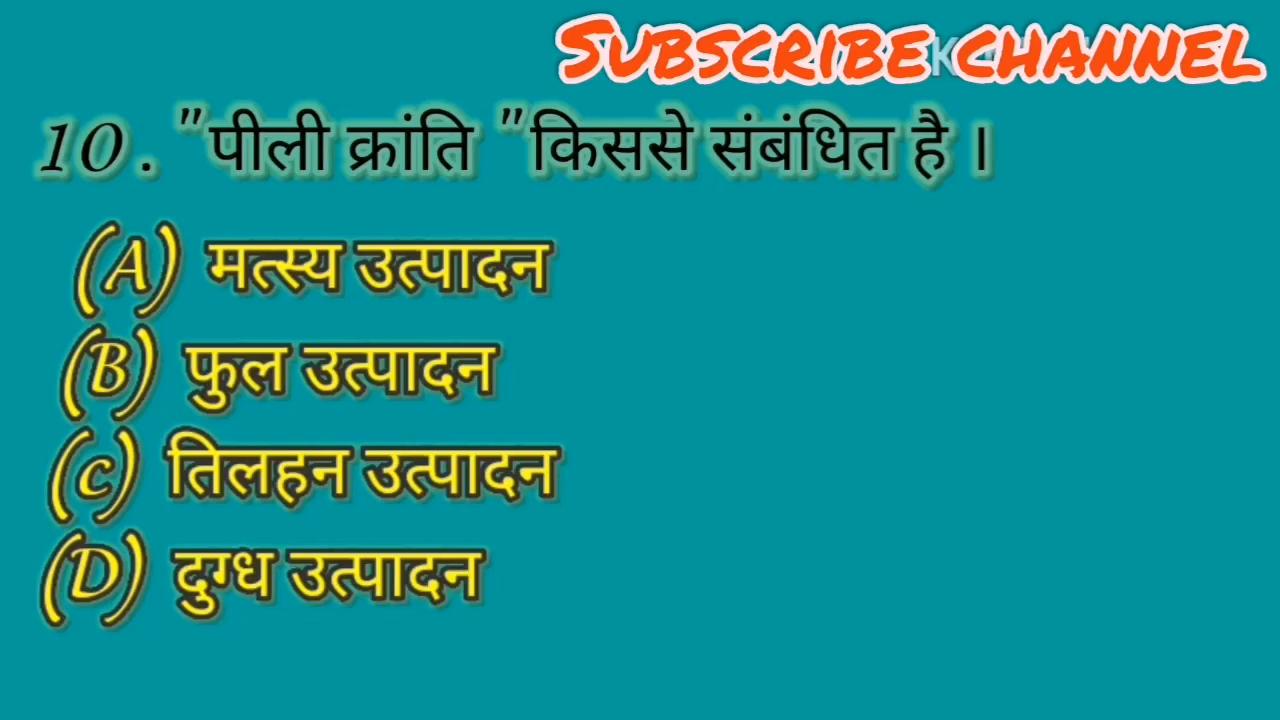 SUBSCRIBE CHANNEL
10 . "पीली क्रांति "किससे संबंधित है ।
(A) मत्स्य उत्पादन
(B) फुल उत्पादन
(c) तिलहन उत्पादन
(D) दुग्ध उत्पादन